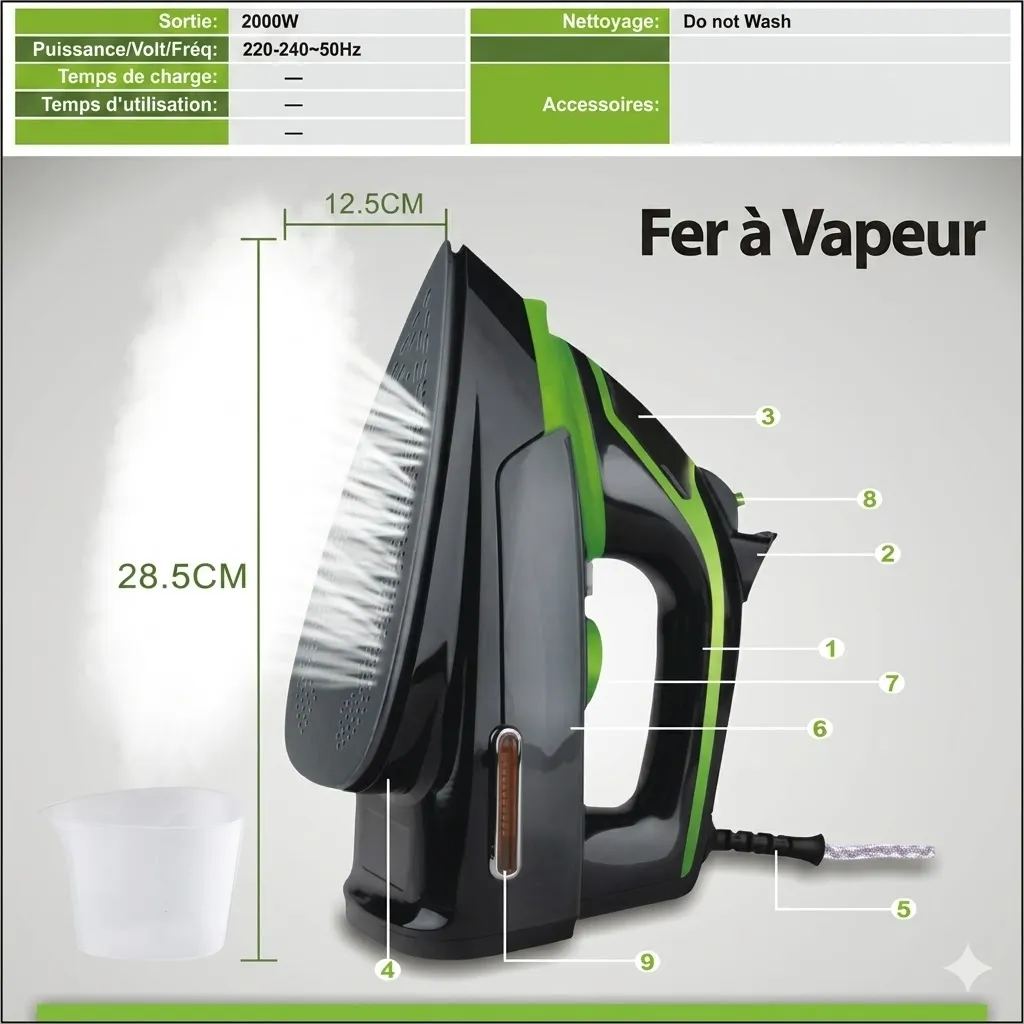 Sortie: 2000W
Puissance/Volt/Fréq: 220-240~50Hz
Temps de charge: —
Temps d'utilisation: —
—
Nettoyage: Do not Wash
Accessoires:
12.5CM
Fer à Vapeur
3
8
28.5CM
2
1
7
6
5
9
4